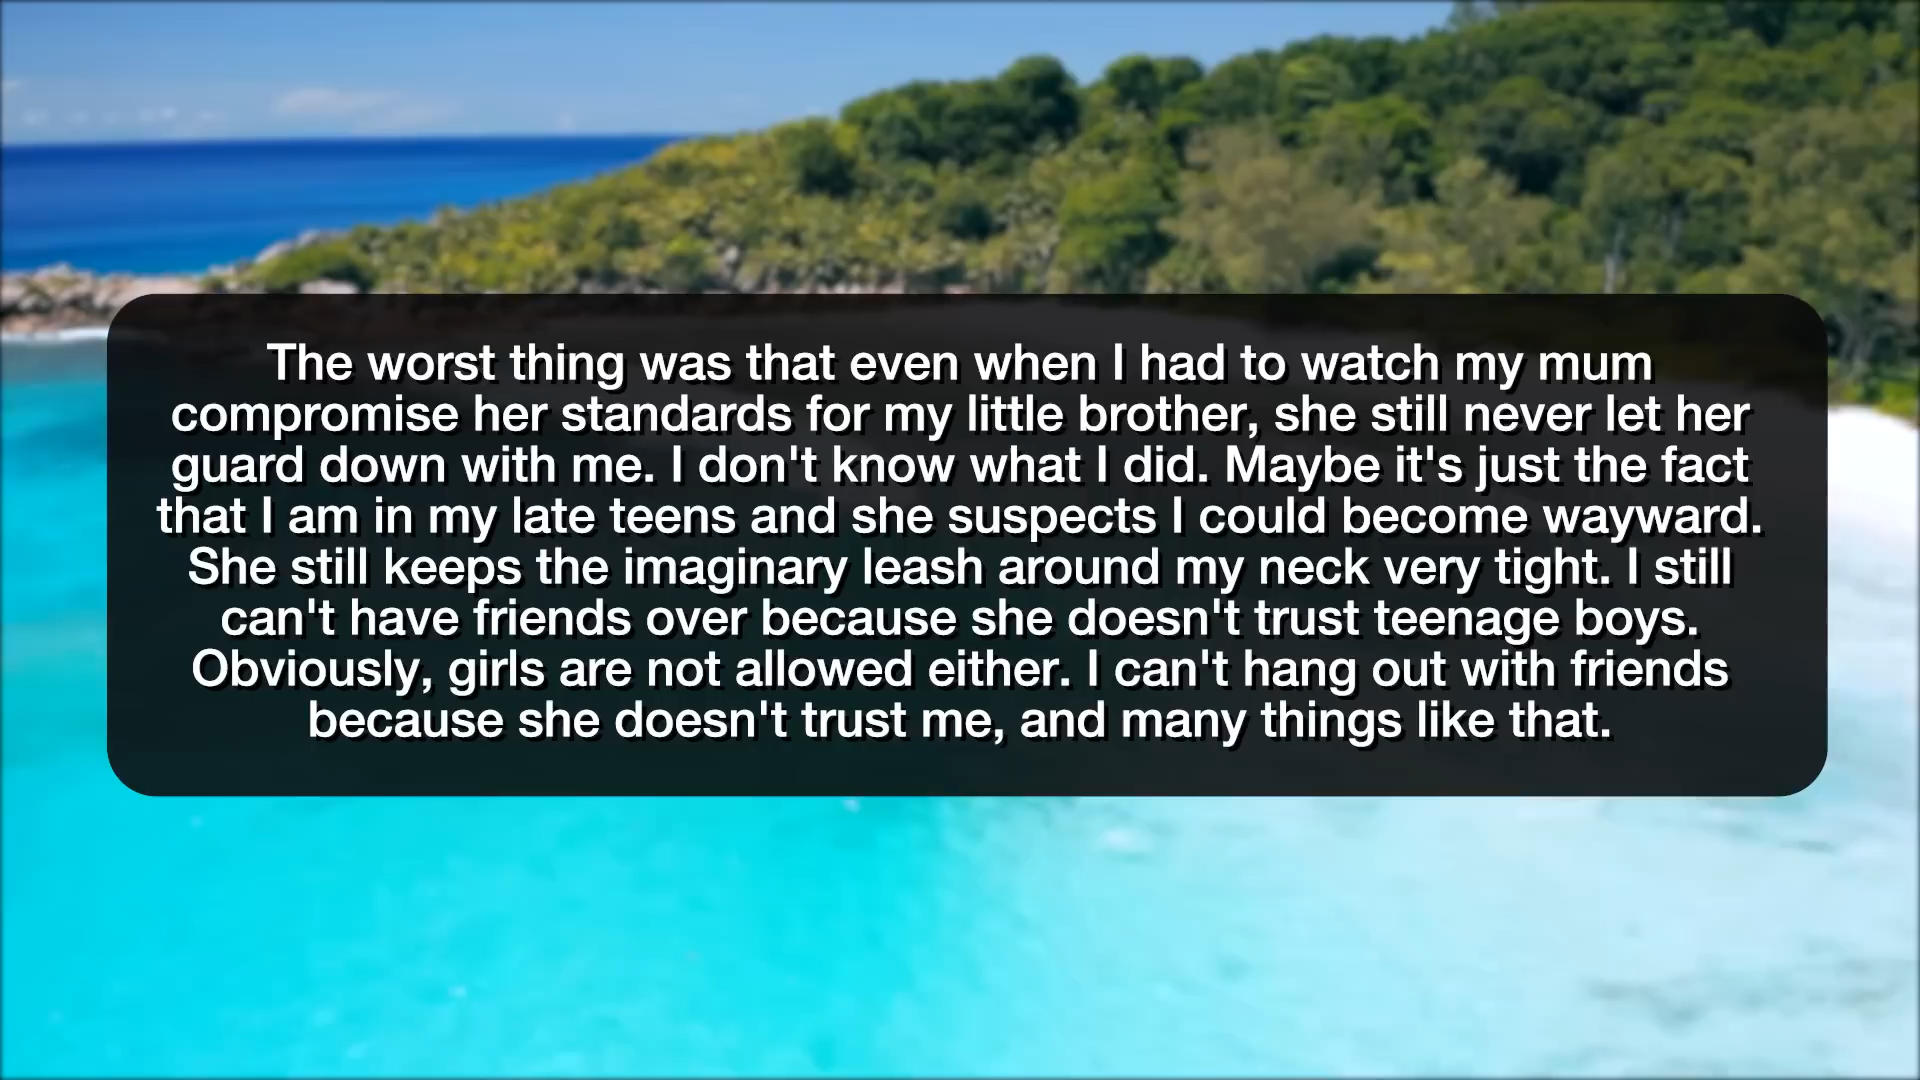 The worst thing was that even when I had to watch my mum
compromise her standards for my little brother, she still never let her
guard down with me. I don't know what I did. Maybe it's just the fact
that I am in my late teens and she suspects I could become wayward.
She still keeps the imaginary leash around my neck very tight. I still
can't have friends over because she doesn't trust teenage boys.
Obviously, girls are not allowed either. I can't hang out with friends
because she doesn't trust me, and many things like that.